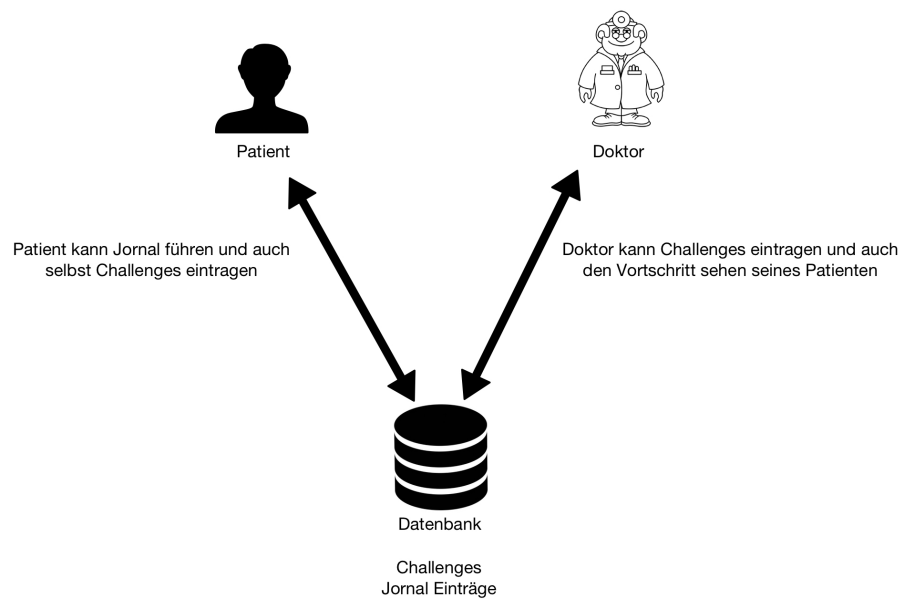 Patient
Doktor
Patient kann Jornal führen und auch
selbst Challenges eintragen
Doktor kann Challenges eintragen und auch
den Vortschritt sehen seines Patienten
Datenbank
Challenges
Jornal Einträge